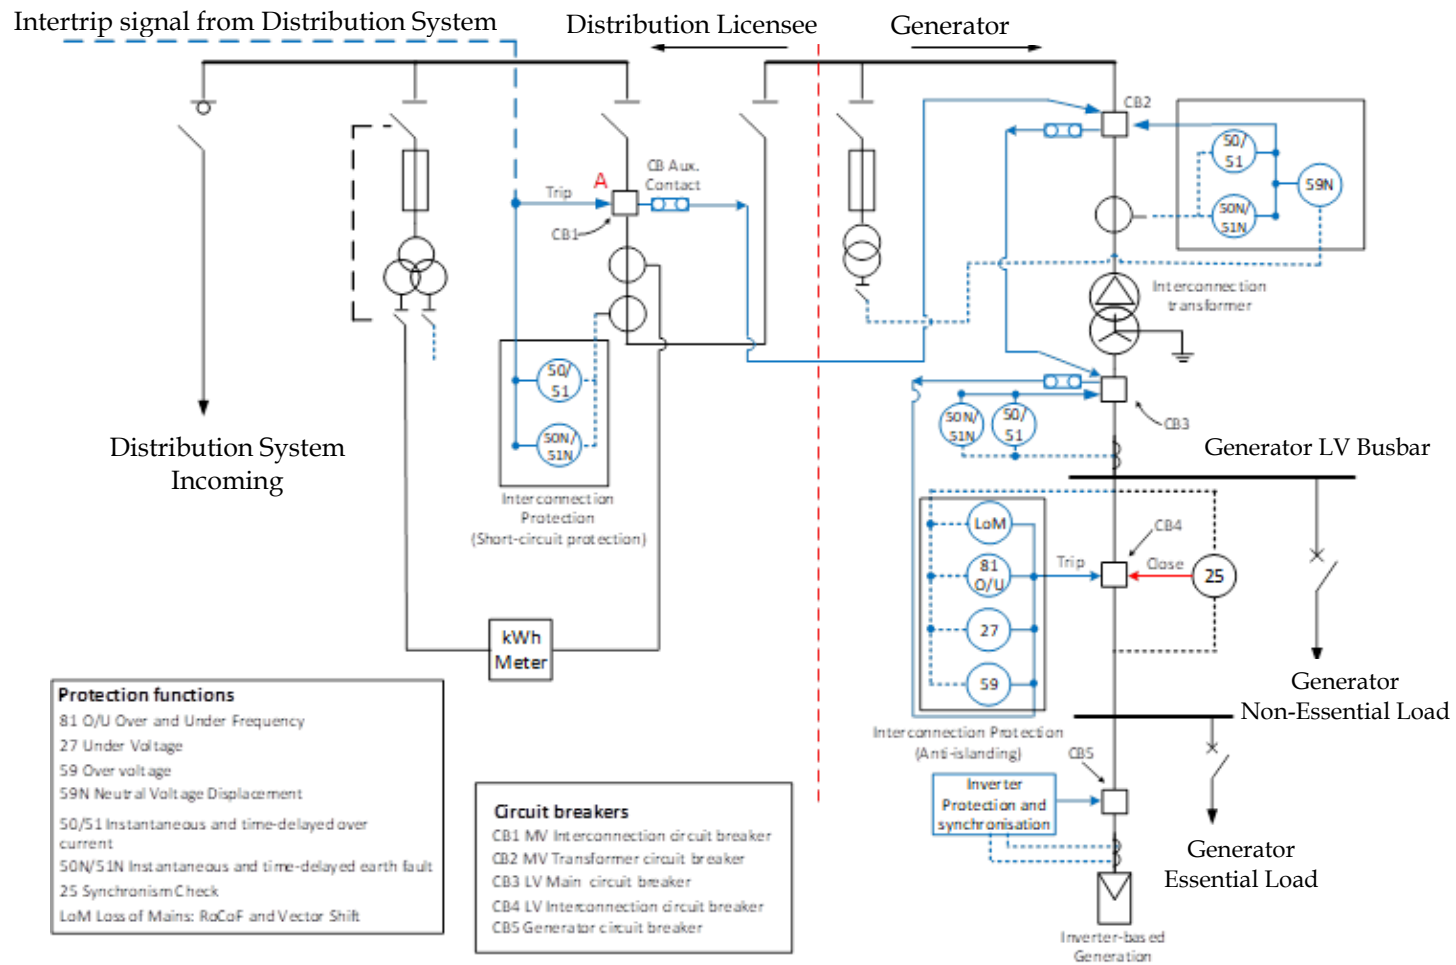 Intertrip signal from Distribution System
Distribution Licensee
Generator
CB2
50/
51
59N
50N/
51N
A
Trip
CB Aux.
Contact
CB1
Interconnection
transformer
50/
51
50N/
51N
Interconnection
Protection
(Short-circuit protection)
50N/
51N
50/
51
CB3
Distribution System
Incoming
Generator LV Busbar
LoM
81
O/U
27
59
Trip
CB4
Close
25
Interconnection Protection
(Anti-islanding)
kWh
Meter
Generator
Non-Essential Load
CB5
Inverter
Protection and
synchronisation
Generator
Essential Load
Inverter-based
Generation
Protection functions
81 O/U Over and Under Frequency
27 Under Voltage
59 Over voltage
59N Neutral Voltage Displacement
50/51 Instantaneous and time-delayed over
current
50N/51N Instantaneous and time-delayed earth fault
25 Synchronism Check
LoM Loss of Mains: RoCoF and Vector Shift
Circuit breakers
CB1 MV Interconnection circuit breaker
CB2 MV Transformer circuit breaker
CB3 LV Main circuit breaker
CB4 LV Interconnection circuit breaker
CB5 Generator circuit breaker